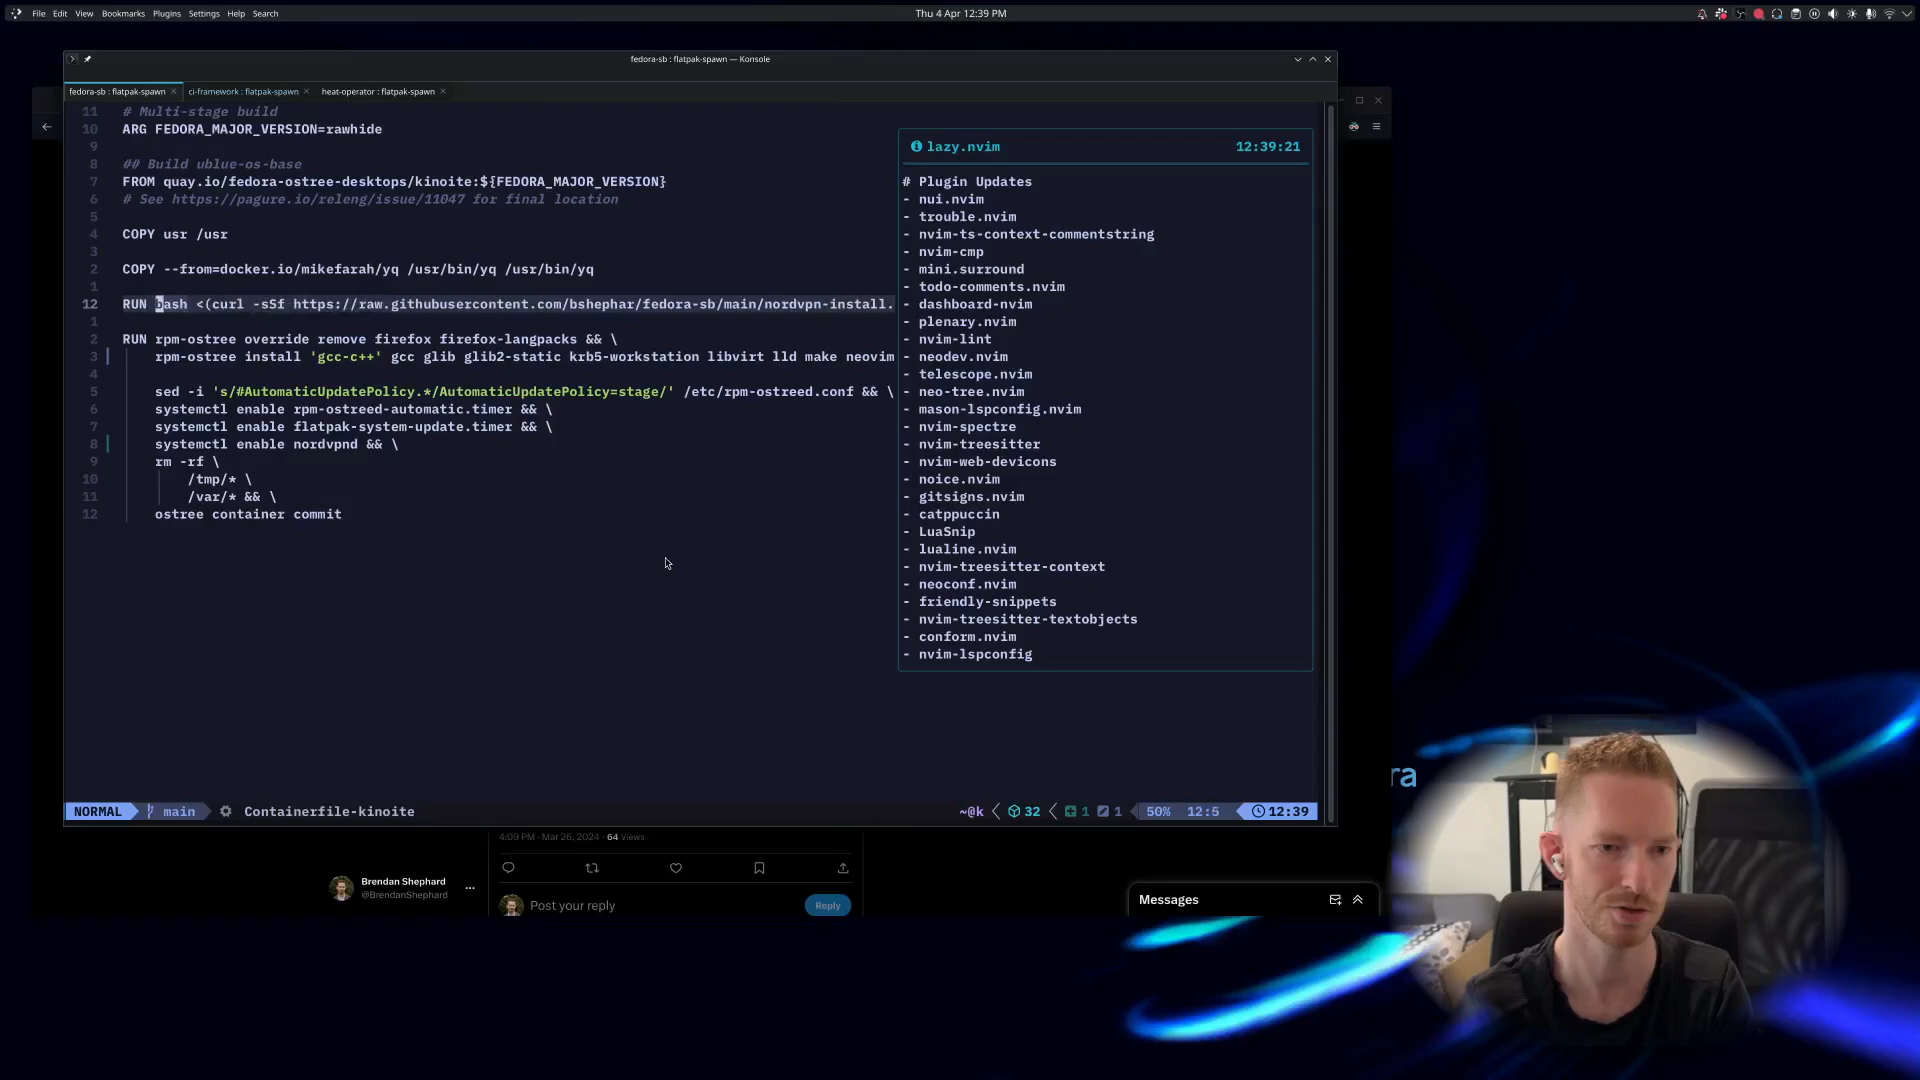 File Edit View Bookmarks Plugins Settings Help Search
Thu 4 Apr 12:39 PM
fedora-sb : flatpak-spawn — Konsole
fedora-sb : flatpak-spawn
ci-framework : flatpak-spawn
heat-operator : flatpak-spawn
11 # Multi-stage build
10 ARG FEDORA_MAJOR_VERSION=rawhide
9
8 ## Build ublue-os-base
7 FROM quay.io/fedora-ostree-desktops/kinoite:${FEDORA_MAJOR_VERSION}
6 # See https://pagure.io/releng/issue/11047 for final location
5
4 COPY usr /usr
3
2 COPY --from=docker.io/mikefarah/yq /usr/bin/yq /usr/bin/yq
1
12 RUN bash <(curl -sSf https://raw.githubusercontent.com/bshephar/fedora-sb/main/nordvpn-install.
1
2 RUN rpm-ostree override remove firefox firefox-langpacks && \
3 rpm-ostree install 'gcc-c++' gcc glib glib2-static krb5-workstation libvirt lld make neovim
4
5 sed -i 's/#AutomaticUpdatePolicy.*/AutomaticUpdatePolicy=stage/' /etc/rpm-ostreed.conf && \
6 systemctl enable rpm-ostreed-automatic.timer && \
7 systemctl enable flatpak-system-update.timer && \
8 systemctl enable nordvpnd && \
9 rm -rf \
10 /tmp/* \
11 /var/* && \
12 ostree container commit
lazy.nvim 12:39:21
# Plugin Updates
- nui.nvim
- trouble.nvim
- nvim-ts-context-commentstring
- nvim-cmp
- mini.surround
- todo-comments.nvim
- dashboard-nvim
- plenary.nvim
- nvim-lint
- neodev.nvim
- telescope.nvim
- neo-tree.nvim
- mason-lspconfig.nvim
- nvim-spectre
- nvim-treesitter
- nvim-web-devicons
- noice.nvim
- gitsigns.nvim
- catppuccin
- LuaSnip
- lualine.nvim
- nvim-treesitter-context
- neoconf.nvim
- friendly-snippets
- nvim-treesitter-textobjects
- conform.nvim
- nvim-lspconfig
NORMAL main Containerfile-kinoite ~@k 32 1 1 50% 12:5 12:39
ra
4:09 PM · Mar 26, 2024 · 64 Views
Brendan Shephard
@BrendanShephard
Post your reply
Reply
Messages